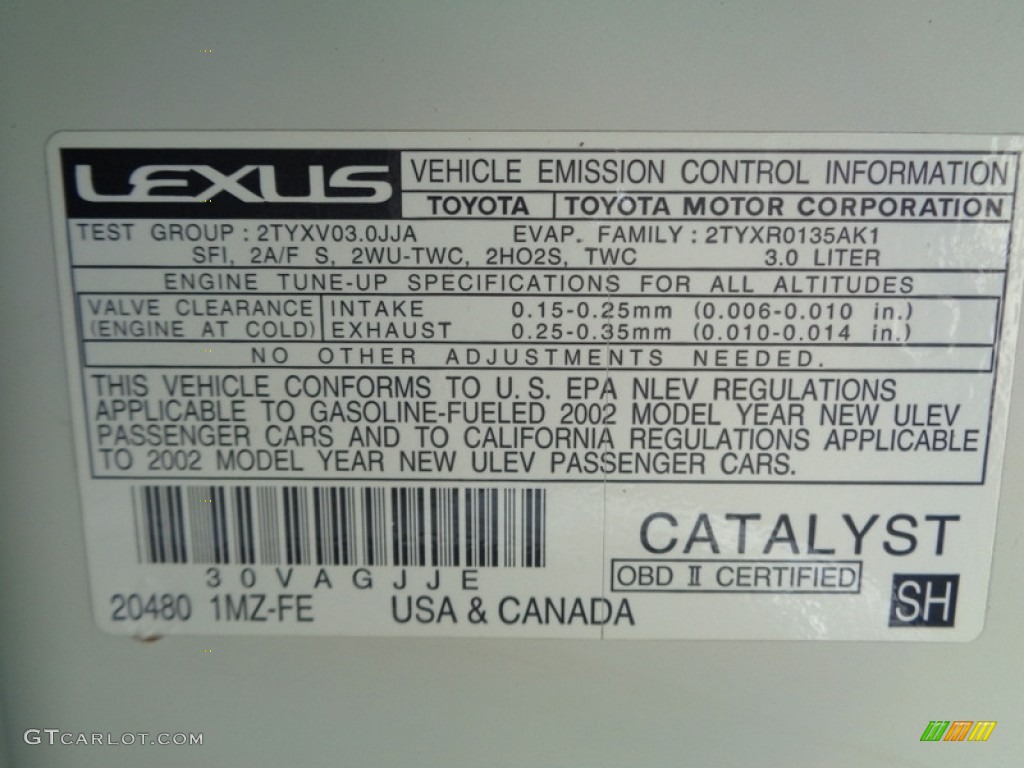 LEXUS VEHICLE EMISSION CONTROL INFORMATION
TOYOTA TOYOTA MOTOR CORPORATION
TEST GROUP : 2TYXV03.0JJA EVAP. FAMILY : 2TYXR0135AK1
SFI, 2A/F S, 2WU-TWC, 2HO2S, TWC 3.0 LITER
ENGINE TUNE-UP SPECIFICATIONS FOR ALL ALTITUDES
VALVE CLEARANCE INTAKE 0.15-0.25mm (0.006-0.010 in.)
(ENGINE AT COLD) EXHAUST 0.25-0.35mm (0.010-0.014 in.)
NO OTHER ADJUSTMENTS NEEDED.
THIS VEHICLE CONFORMS TO U.S. EPA NLEV REGULATIONS
APPLICABLE TO GASOLINE-FUELED 2002 MODEL YEAR NEW ULEV
PASSENGER CARS AND TO CALIFORNIA REGULATIONS APPLICABLE
TO 2002 MODEL YEAR NEW ULEV PASSENGER CARS.
CATALYST
30VAGJJE OBD II CERTIFIED
20480 1MZ-FE USA & CANADA SH
GTCARLOT.COM